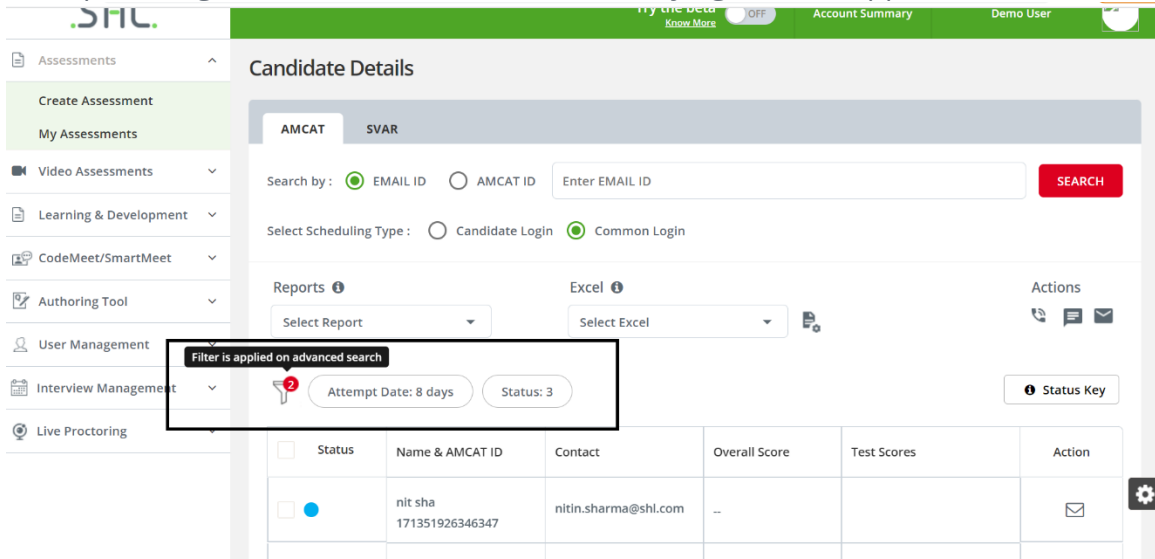 .SHL.
Know More
OFF
Account Summary
Demo User
Assessments
Create Assessment
My Assessments
Video Assessments
Learning & Development
CodeMeet/SmartMeet
Authoring Tool
User Management
Interview Management
Live Proctoring
Candidate Details
AMCAT SVAR
Search by : EMAIL ID AMCAT ID Enter EMAIL ID SEARCH
Select Scheduling Type : Candidate Login Common Login
Reports Excel Actions
Select Report Select Excel
Filter is applied on advanced search
2 Attempt Date: 8 days Status: 3 Status Key
Status Name & AMCAT ID Contact Overall Score Test Scores Action
nit sha nitin.sharma@shl.com --
171351926346347